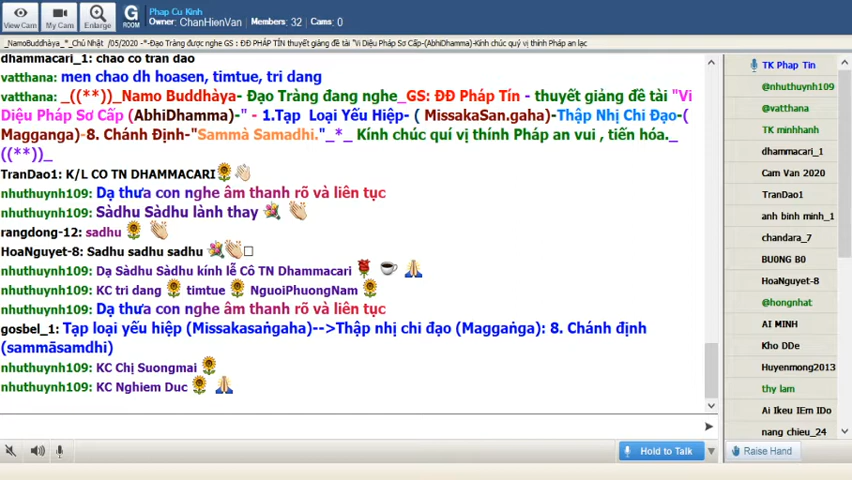 View Cam
My Cam
Enlarge
G
ROOM
Phap Cu Kinh
Owner: ChanHienVan Members: 32 Cams: 0
_NamoBuddhàya_*_Chủ Nhật /05/2020 -*-Đạo Tràng được nghe GS : ĐĐ PHÁP TÍN thuyết giảng đề tài "Vi Diệu Pháp Sơ Cấp-(AbhiDhamma)-Kính chúc quý vị thính Pháp an lạc
dhammacari_1: chao co tran dao
vatthana: men chao dh hoasen, timtue, tri dang
vatthana: _((**))_Namo Buddhàya- Đạo Tràng đang nghe_GS: ĐĐ Pháp Tín - thuyết giảng đề tài "Vi
Diệu Pháp Sơ Cấp (AbhiDhamma)-" - 1.Tạp Loại Yếu Hiệp- ( MissakaSan.gaha)-Thập Nhị Chi Đạo-(
Magganga)-8. Chánh Định-"Sammà Samadhi."_*_ Kính chúc quí vị thính Pháp an vui , tiến hóa._
((**))_
TranDao1: K/L CO TN DHAMMACARI
nhuthuynh109: Dạ thưa con nghe âm thanh rõ và liên tục
nhuthuynh109: Sàdhu Sàdhu lành thay
rangdong-12: sadhu
HoaNguyet-8: Sadhu sadhu sadhu
nhuthuynh109: Dạ Sàdhu Sàdhu kính lễ Cô TN Dhammacari
nhuthuynh109: KC tri dang timtue NguoiPhuongNam
nhuthuynh109: Dạ thưa con nghe âm thanh rõ và liên tục
gosbel_1: Tạp loại yếu hiệp (Missakasaṅgaha)-->Thập nhị chi đạo (Maggaṅga): 8. Chánh định
(sammāsamdhi)
nhuthuynh109: KC Chị Suongmai
nhuthuynh109: KC Nghiem Duc
TK Phap Tin
@nhuthuynh109
@vatthana
TK minhhanh
dhammacari_1
Cam Van 2020
TranDao1
anh binh minh_1
chandara_7
BU0NG B0
HoaNguyet-8
@hongnhat
AI MINH
Kho DDe
Huyenmong2013
thy lam
Ai Ikeu IEm IDo
nang chieu_24
Hold to Talk
Raise Hand